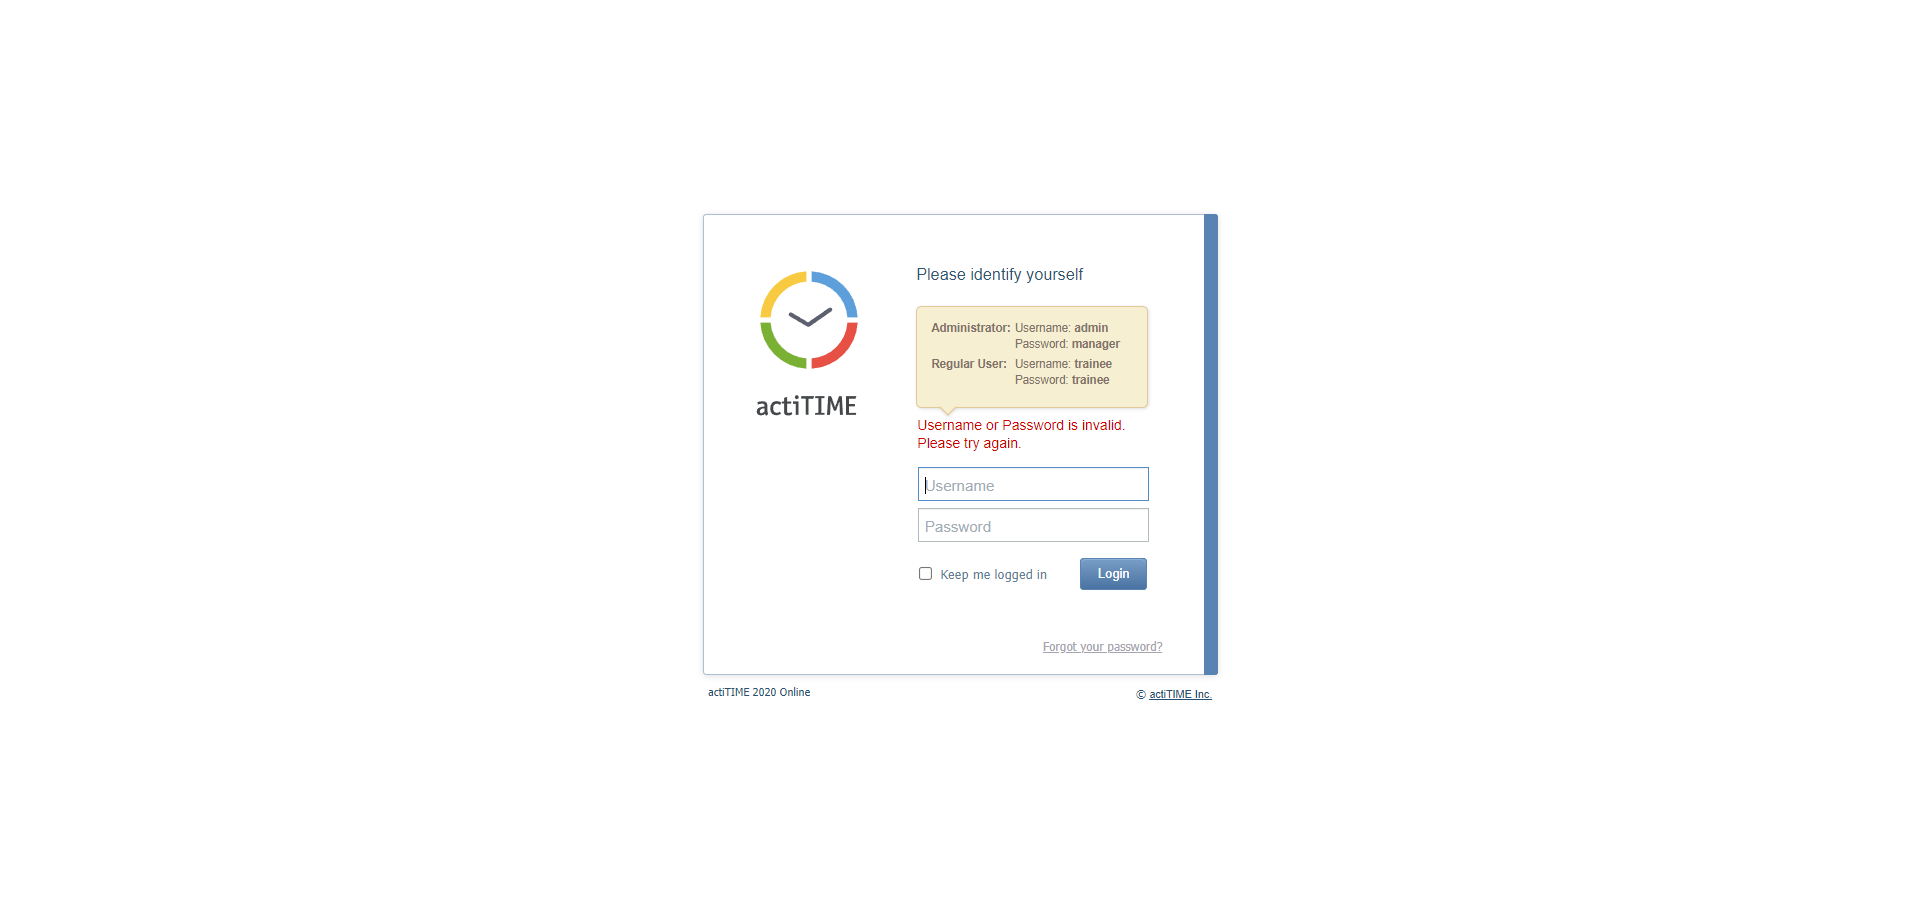 Please identify yourself
Administrator: Username: admin
Password: manager
Regular User: Username: trainee
Password: trainee
actiTIME
Username or Password is invalid.
Please try again.
Username
Password
Keep me logged in
Login
Forgot your password?
actiTIME 2020 Online
© actiTIME Inc.